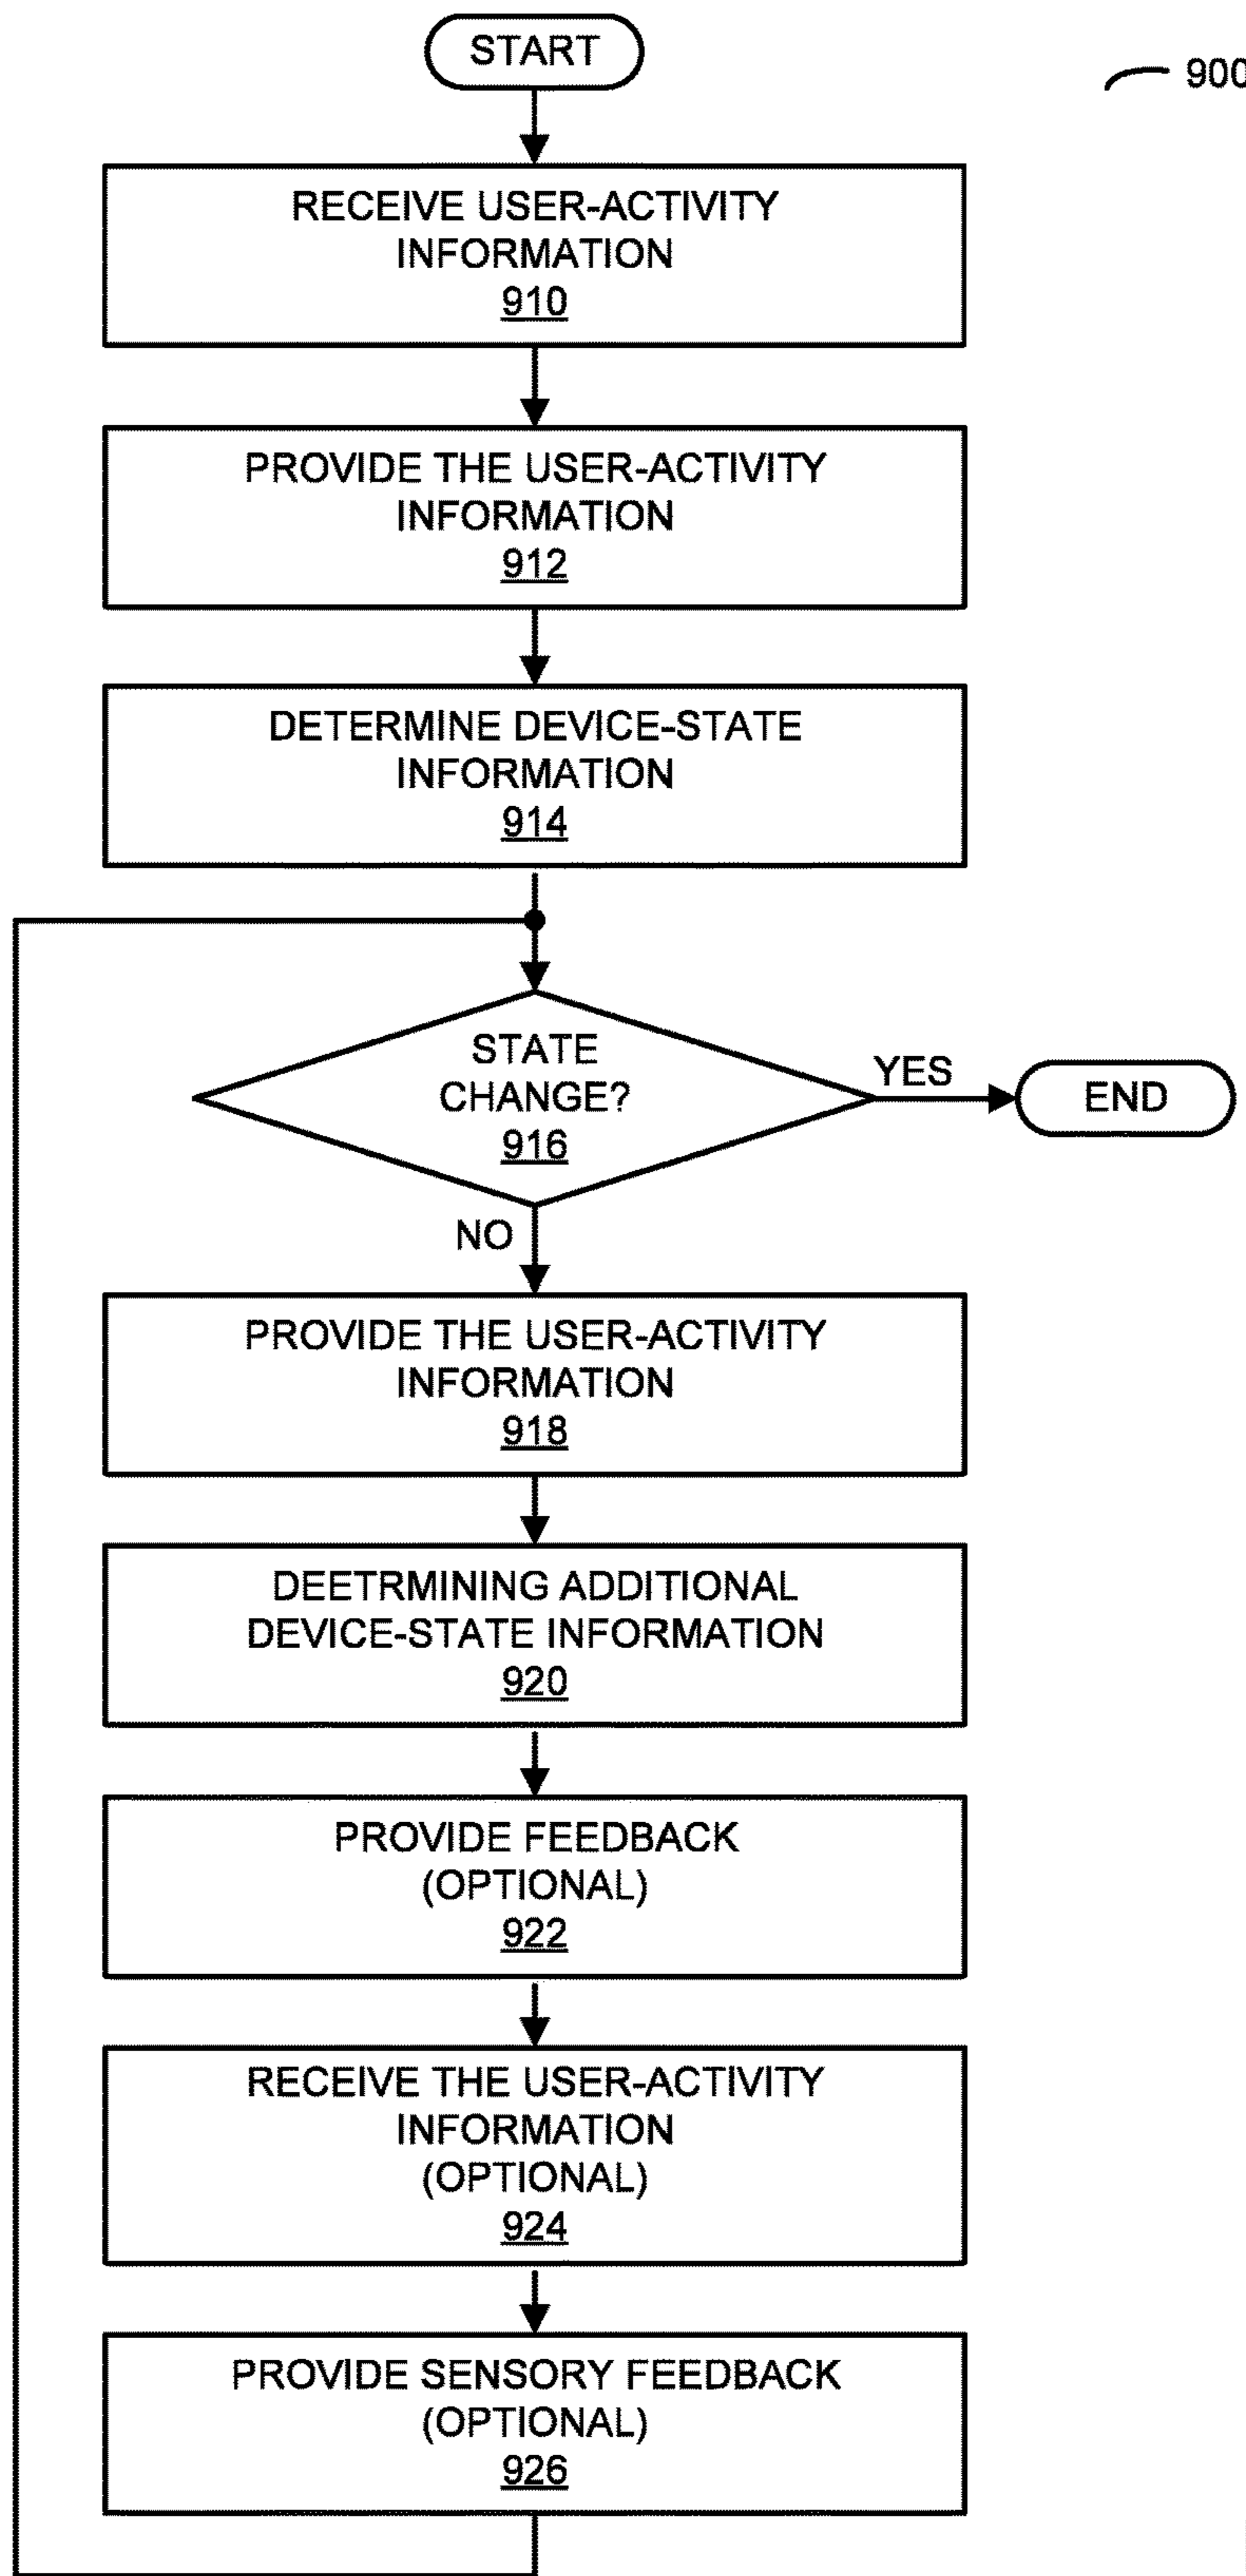 START
900
RECEIVE USER-ACTIVITY
INFORMATION
910
PROVIDE THE USER-ACTIVITY
INFORMATION
912
DETERMINE DEVICE-STATE
INFORMATION
914
STATE
CHANGE?
916
YES
END
NO
PROVIDE THE USER-ACTIVITY
INFORMATION
918
DEETRMINING ADDITIONAL
DEVICE-STATE INFORMATION
920
PROVIDE FEEDBACK
(OPTIONAL)
922
RECEIVE THE USER-ACTIVITY
INFORMATION
(OPTIONAL)
924
PROVIDE SENSORY FEEDBACK
(OPTIONAL)
926